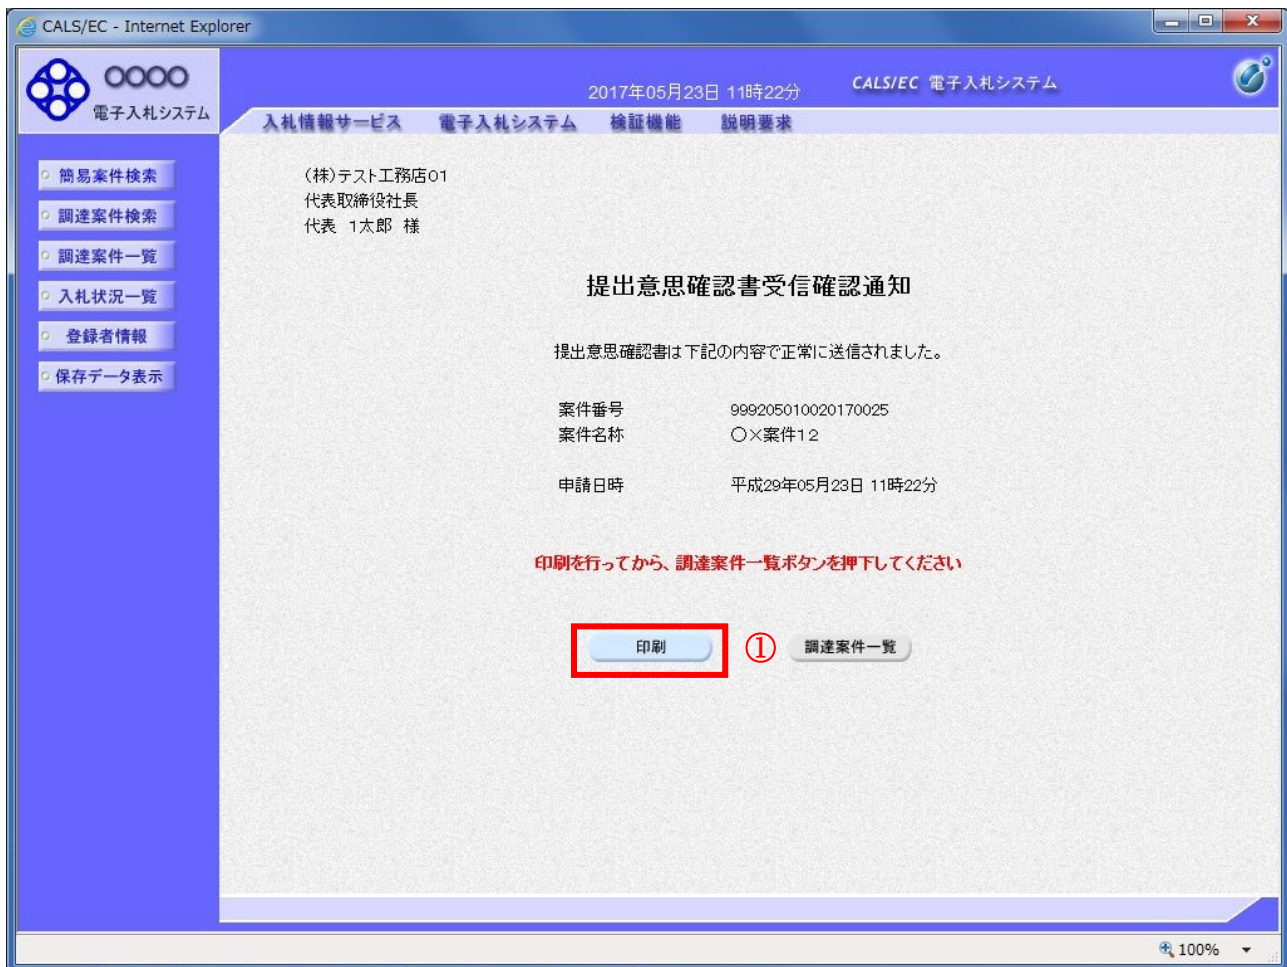 CALS/EC - Internet Explorer
〇〇〇〇
電子入札システム
2017年05月23日 11時22分
CALS/EC 電子入札システム
入札情報サービス 電子入札システム 検証機能 説明要求
簡易案件検索
調達案件検索
調達案件一覧
入札状況一覧
登録者情報
保存データ表示
(株)テスト工務店01
代表取締役社長
代表 1太郎 様
提出意思確認書受信確認通知
提出意思確認書は下記の内容で正常に送信されました。
案件番号 999205010020170025
案件名称 〇×案件12
申請日時 平成29年05月23日 11時22分
印刷を行ってから、調達案件一覧ボタンを押下してください
印刷 ① 調達案件一覧
100%